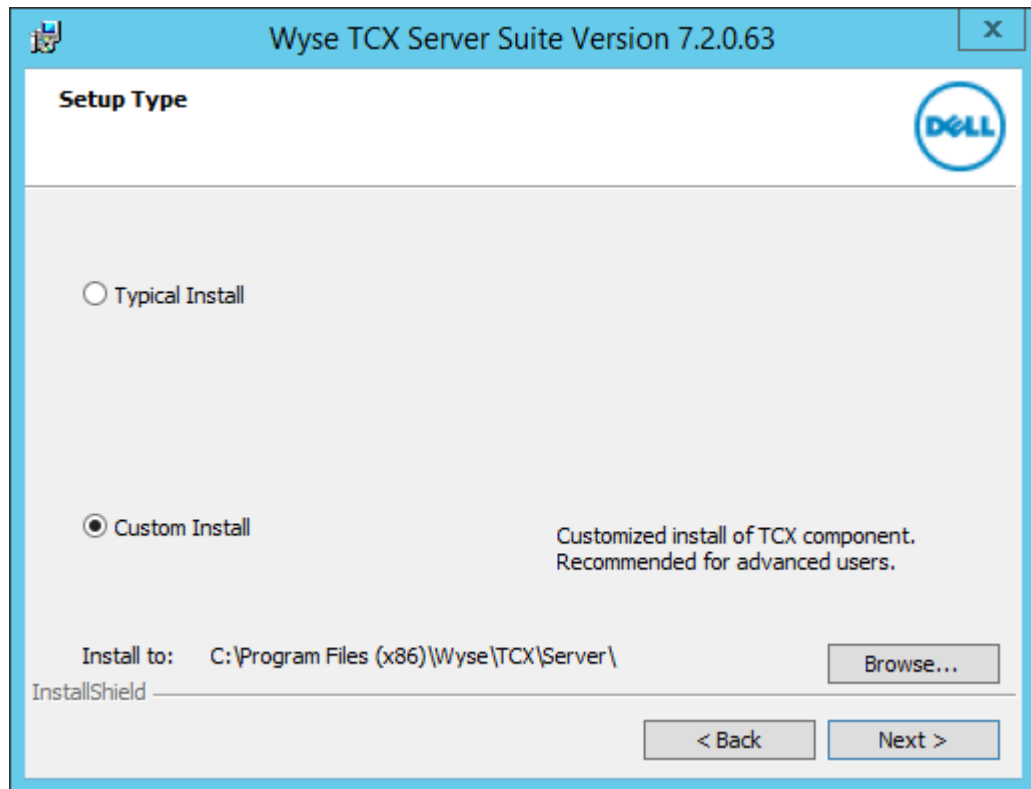 Wyse TCX Server Suite Version 7.2.0.63
x
Setup Type
DELL
Typical Install
Custom Install
Customized install of TCX component.
Recommended for advanced users.
Install to: C:\Program Files (x86)\Wyse\TCX\Server\
Browse...
InstallShield
< Back
Next >